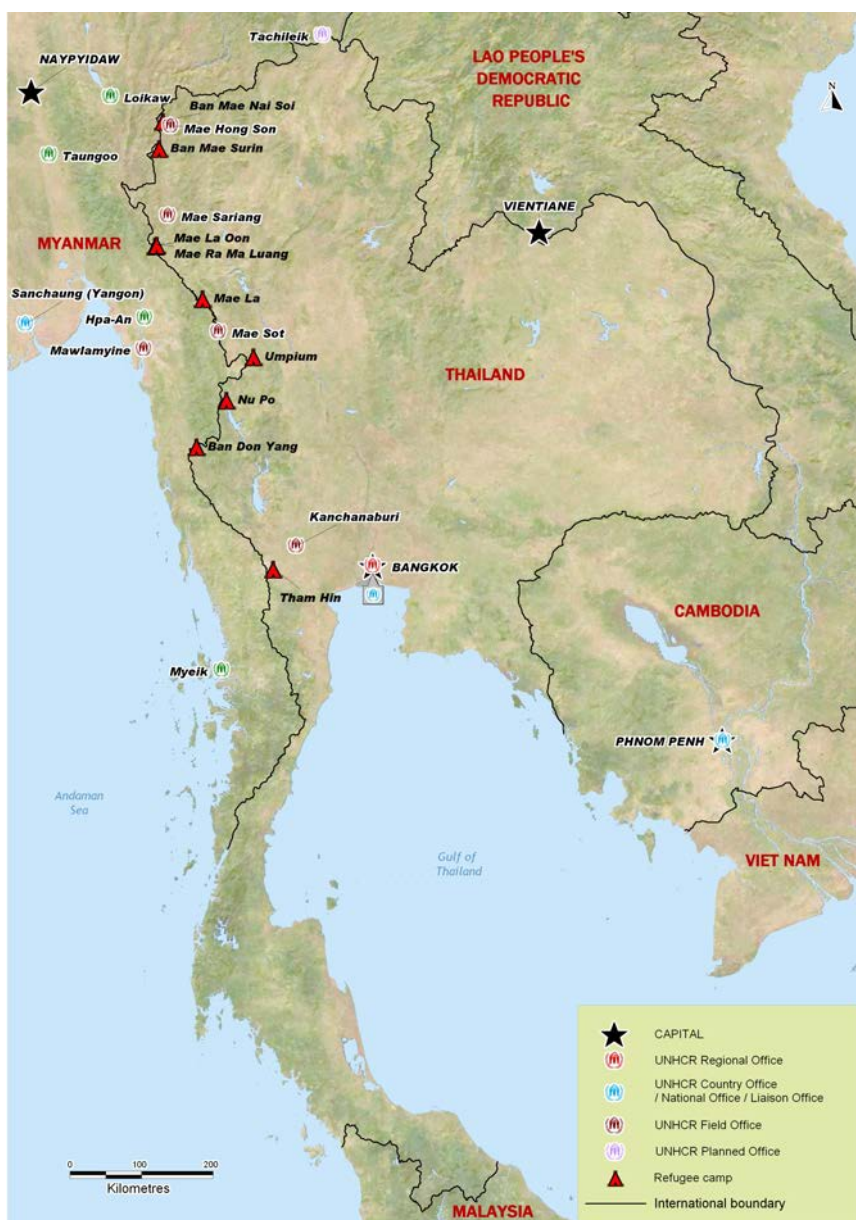 Tachileik
NAYPYIDAW
LAO PEOPLE'S
DEMOCRATIC
REPUBLIC
N
Loikaw
Ban Mae Nai Soi
Mae Hong Son
Ban Mae Surin
Taungoo
VIENTIANE
Mae Sariang
MYANMAR
Mae La Oon
Mae Ra Ma Luang
Sanchaung (Yangon)
Mae La
Hpa-An
Mae Sot
Mawlamyine
Umpium
THAILAND
Nu Po
Ban Don Yang
Kanchanaburi
BANGKOK
Tham Hin
CAMBODIA
Myeik
PHNOM PENH
Andaman
Sea
Gulf of
Thailand
VIET NAM
CAPITAL
UNHCR Regional Office
UNHCR Country Office
/ National Office / Liaison Office
UNHCR Field Office
UNHCR Planned Office
Refugee camp
International boundary
0 100 200
Kilometres
MALAYSIA